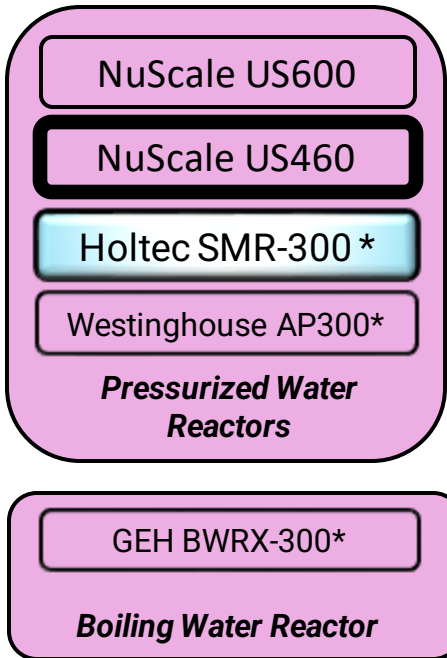 NuScale US600
NuScale US460
Holtec SMR-300 *
Westinghouse AP300*
Pressurized Water
Reactors
GEH BWRX-300*
Boiling Water Reactor